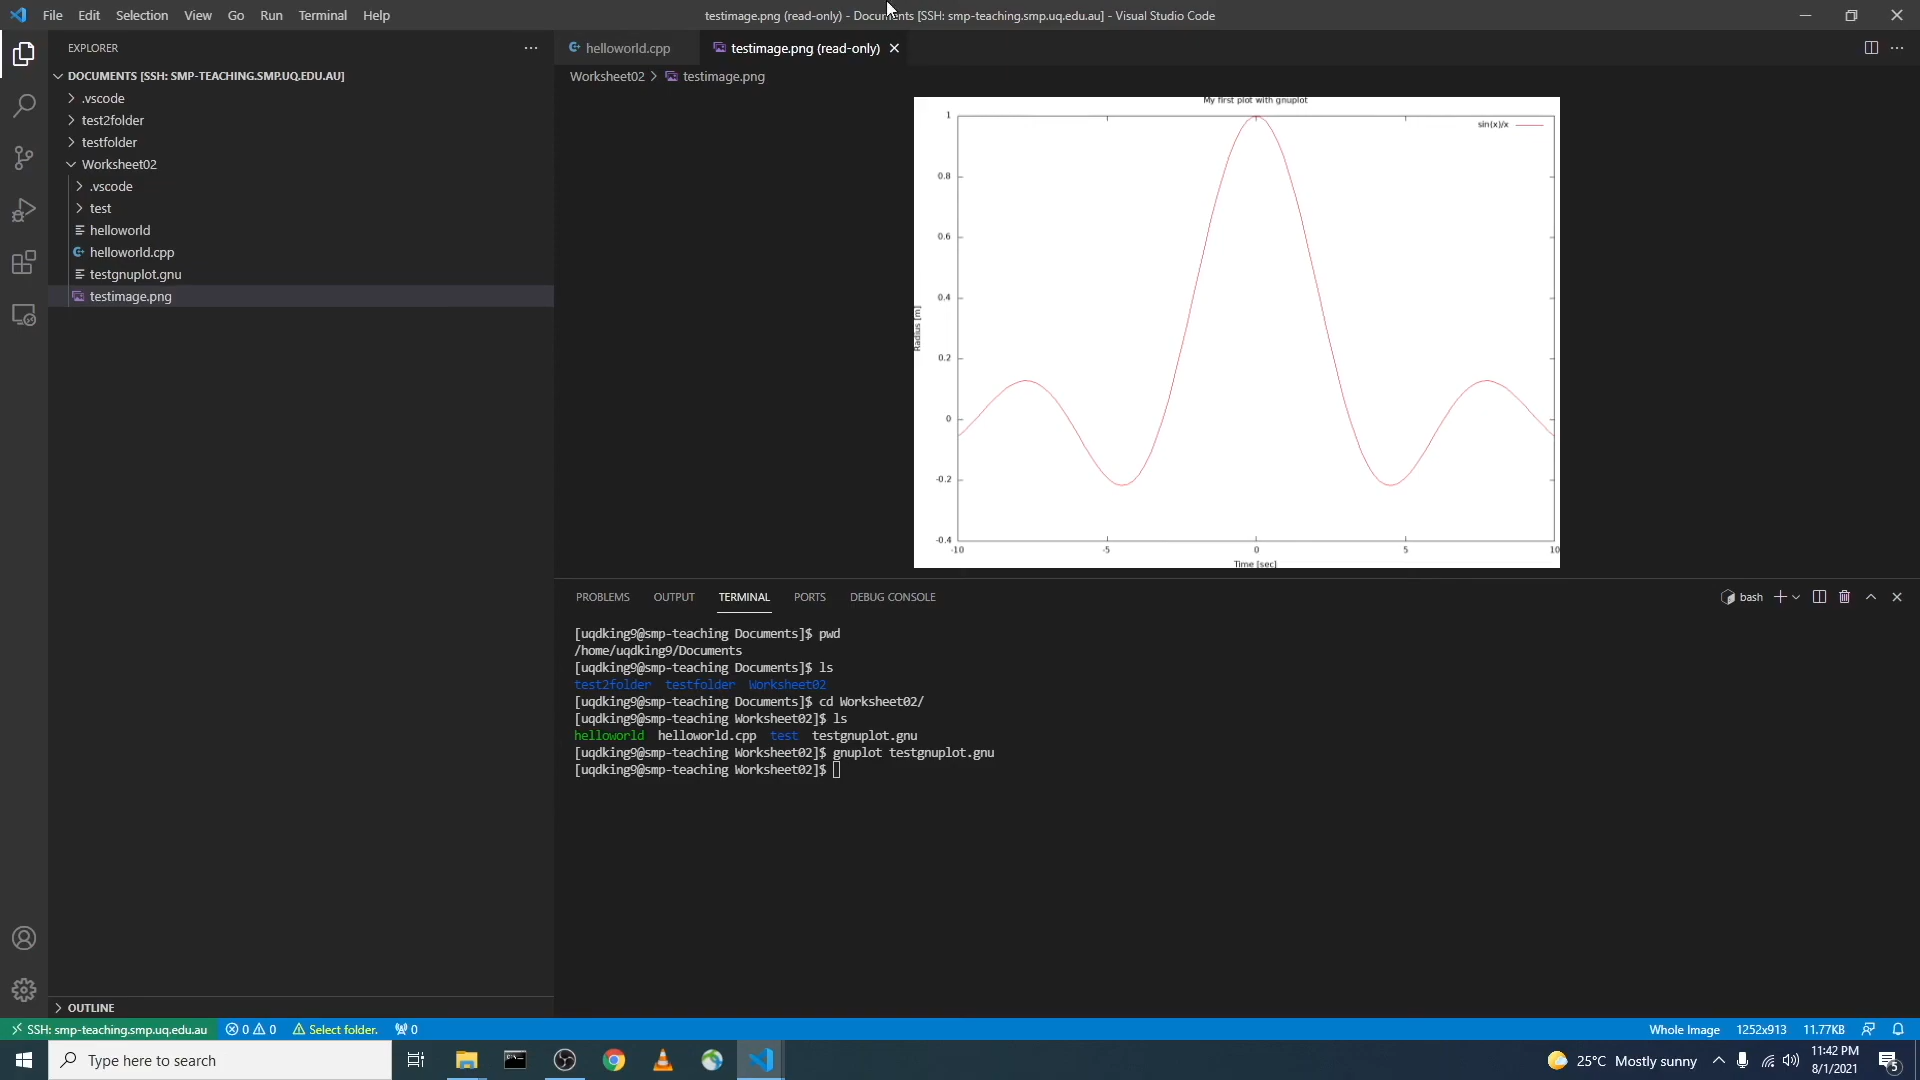 File Edit Selection View Go Run Terminal Help
testimage.png (read-only) - Documents [SSH: smp-teaching.smp.uq.edu.au] - Visual Studio Code
EXPLORER
DOCUMENTS [SSH: SMP-TEACHING.SMP.UQ.EDU.AU]
.vscode
test2folder
testfolder
Worksheet02
.vscode
test
helloworld
helloworld.cpp
testgnuplot.gnu
testimage.png
OUTLINE
helloworld.cpp testimage.png (read-only)
Worksheet02 > testimage.png
My first plot with gnuplot
sin(x)/x
1
0.8
0.6
0.4
0.2
0
-0.2
-0.4
Radius [m]
-10 -5 0 5 10
Time [sec]
PROBLEMS OUTPUT TERMINAL PORTS DEBUG CONSOLE
bash
[uqdking9@smp-teaching Documents]$ pwd
/home/uqdking9/Documents
[uqdking9@smp-teaching Documents]$ ls
test2folder testfolder Worksheet02
[uqdking9@smp-teaching Documents]$ cd Worksheet02/
[uqdking9@smp-teaching Worksheet02]$ ls
helloworld helloworld.cpp test testgnuplot.gnu
[uqdking9@smp-teaching Worksheet02]$ gnuplot testgnuplot.gnu
[uqdking9@smp-teaching Worksheet02]$
SSH: smp-teaching.smp.uq.edu.au 0 0 Select folder. 0
Whole Image 1252x913 11.77KB
Type here to search
25°C Mostly sunny
11:42 PM
8/1/2021
5